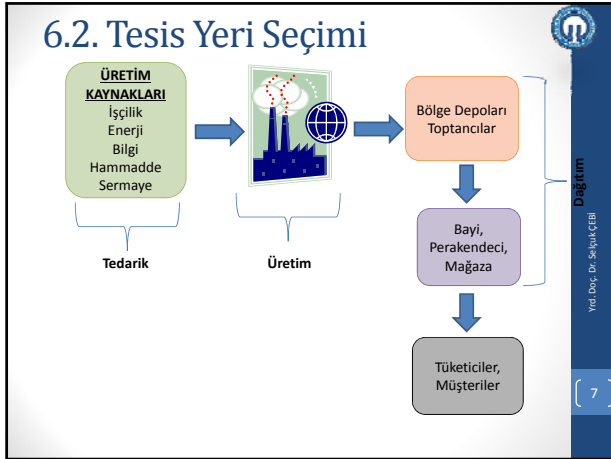 6.2. Tesis Yeri Seçimi
ÜRETİM
KAYNAKLARI
İşçilik
Enerji
Bilgi
Hammadde
Sermaye
Tedarik
Üretim
Bölge Depoları
Toptancılar
Bayi,
Perakendeci,
Mağaza
Dağıtım
Tüketiciler,
Müşteriler
Yrd. Doç. Dr. Selçuk ÇEBİ
7